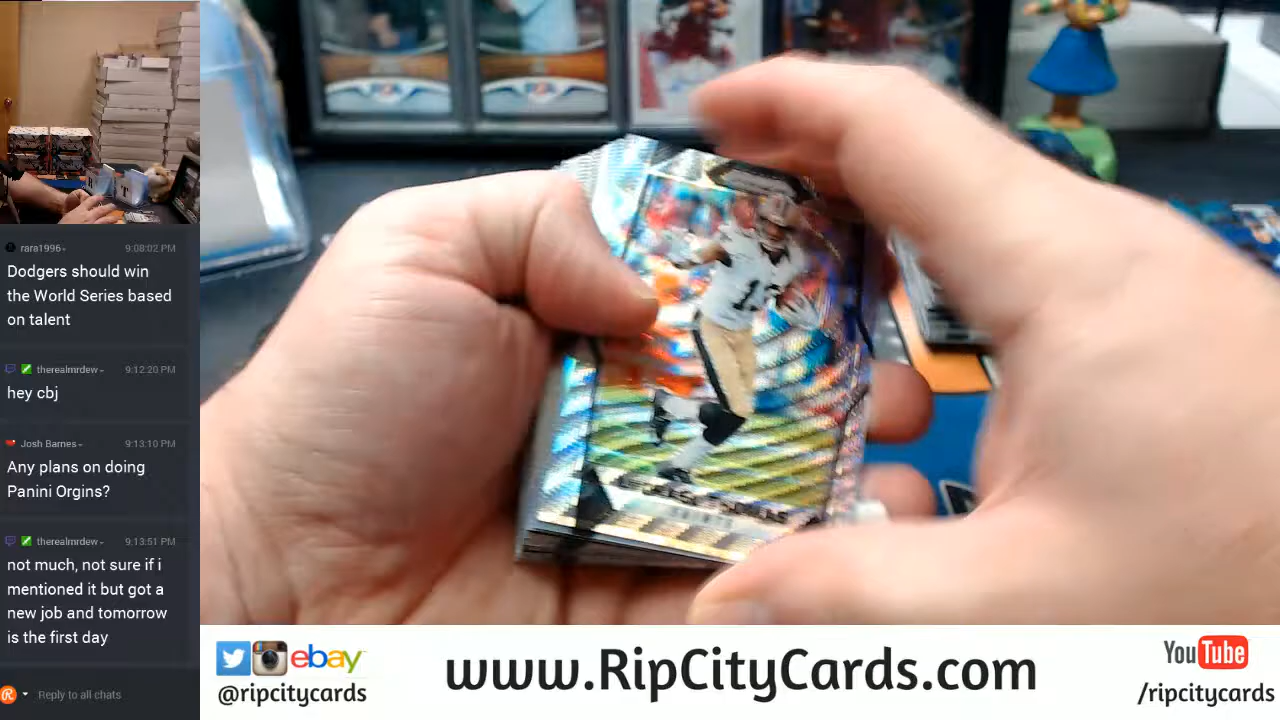 rara1996
9:08:02 PM
Dodgers should win
the World Series based
on talent
therealmrdew
9:12:20 PM
hey cbj
Josh Barnes
9:13:10 PM
Any plans on doing
Panini Orgins?
therealmrdew
9:13:51 PM
not much, not sure if i
mentioned it but got a
new job and tomorrow
is the first day
Reply to all chats
ebay
@ripcitycards
www.RipCityCards.com
YouTube
/ripcitycards